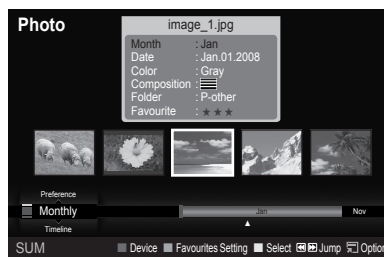 Photo
image_1.jpg
Month : Jan
Date : Jan.01.2008
Color : Gray
Composition :
Folder : P-other
Favourite : ★ ★ ★
Preference
Monthly
Timeline
Jan
Nov
SUM
Device
Favourites Setting
Select
Jump
Option